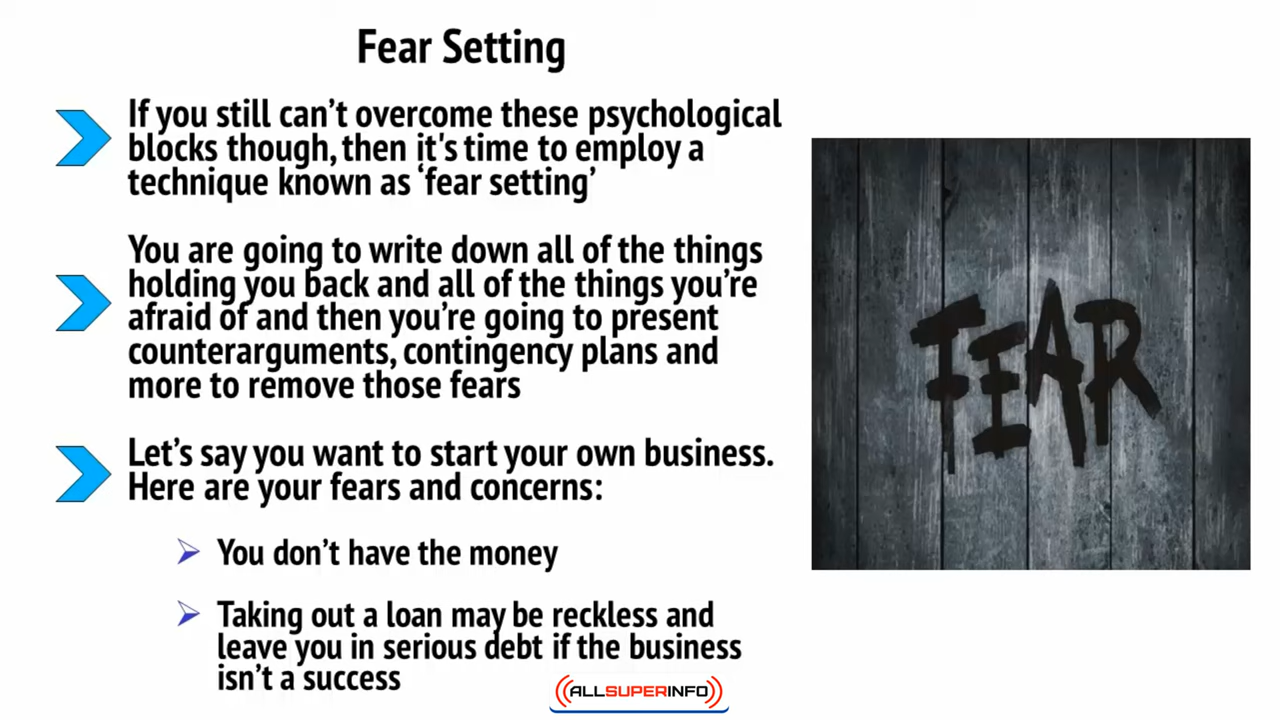 Fear Setting
If you still can’t overcome these psychological
blocks though, then it's time to employ a
technique known as ‘fear setting’
You are going to write down all of the things
holding you back and all of the things you’re
afraid of and then you’re going to present
counterarguments, contingency plans and
more to remove those fears
Let’s say you want to start your own business.
Here are your fears and concerns:
You don’t have the money
Taking out a loan may be reckless and
leave you in serious debt if the business
isn’t a success
FEAR
ALLSUPERINFO